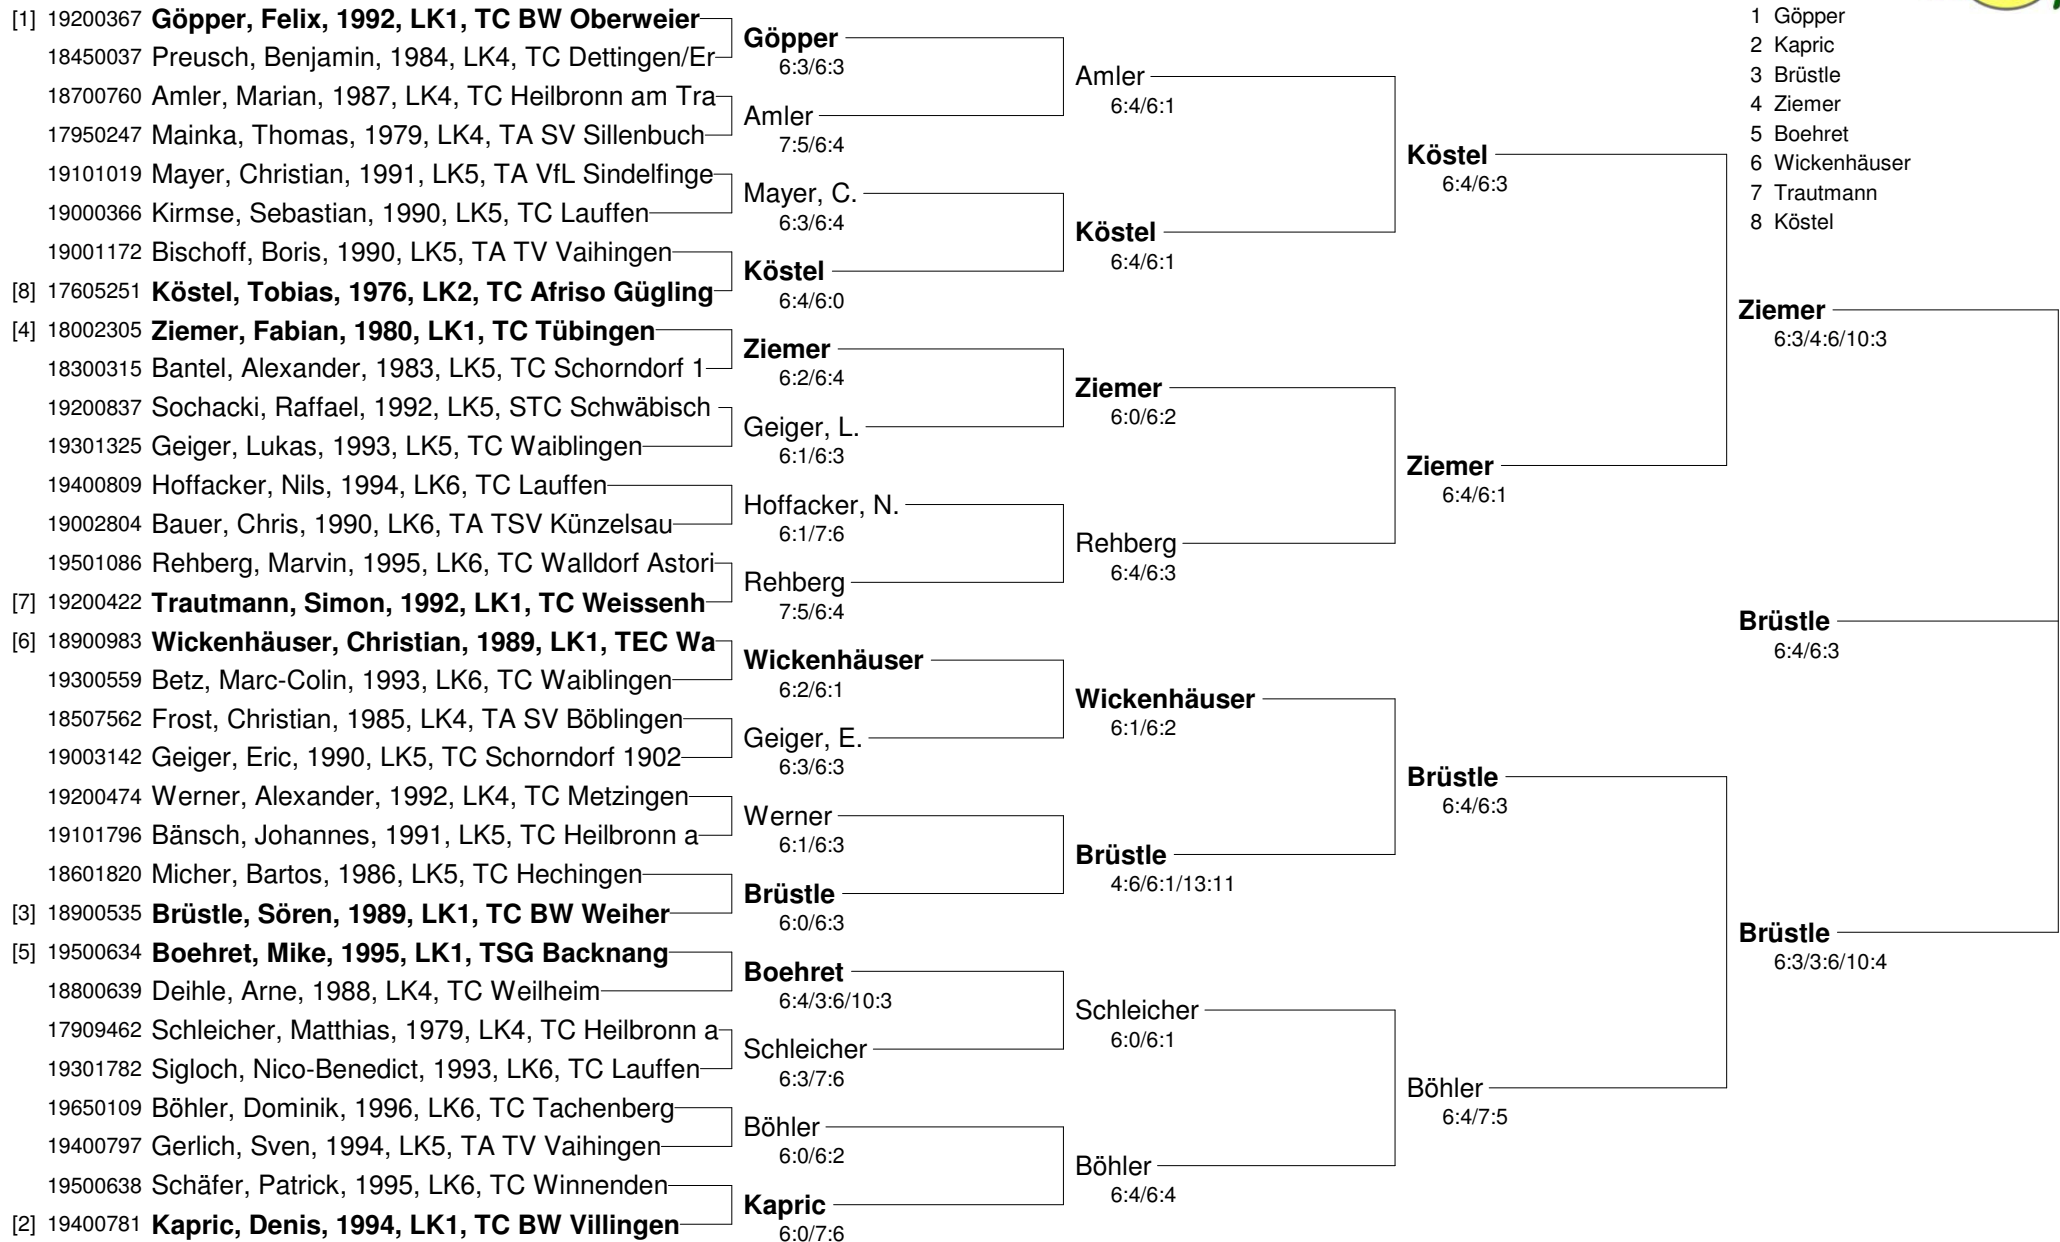 [1] 19200367 Göpper, Felix, 1992, LK1, TC BW Oberweier
18450037 Preusch, Benjamin, 1984, LK4, TC Dettingen/Er
18700760 Amler, Marian, 1987, LK4, TC Heilbronn am Tra
17950247 Mainka, Thomas, 1979, LK4, TA SV Sillenbuch
19101019 Mayer, Christian, 1991, LK5, TA VfL Sindelfinge
19000366 Kirmse, Sebastian, 1990, LK5, TC Lauffen
19001172 Bischoff, Boris, 1990, LK5, TA TV Vaihingen
[8] 17605251 Köstel, Tobias, 1976, LK2, TC Afriso Gügling
[4] 18002305 Ziemer, Fabian, 1980, LK1, TC Tübingen
18300315 Bantel, Alexander, 1983, LK5, TC Schorndorf 1
19200837 Sochacki, Raffael, 1992, LK5, STC Schwäbisch
19301325 Geiger, Lukas, 1993, LK5, TC Waiblingen
19400809 Hoffacker, Nils, 1994, LK6, TC Lauffen
19002804 Bauer, Chris, 1990, LK6, TA TSV Künzelsau
19501086 Rehberg, Marvin, 1995, LK6, TC Walldorf Astori
[7] 19200422 Trautmann, Simon, 1992, LK1, TC Weissenh
[6] 18900983 Wickenhäuser, Christian, 1989, LK1, TEC Wa
19300559 Betz, Marc-Colin, 1993, LK6, TC Waiblingen
18507562 Frost, Christian, 1985, LK4, TA SV Böblingen
19003142 Geiger, Eric, 1990, LK5, TC Schorndorf 1902
19200474 Werner, Alexander, 1992, LK4, TC Metzingen
19101796 Bänsch, Johannes, 1991, LK5, TC Heilbronn a
18601820 Micher, Bartos, 1986, LK5, TC Hechingen
[3] 18900535 Brüstle, Sören, 1989, LK1, TC BW Weiher
[5] 19500634 Boehret, Mike, 1995, LK1, TSG Backnang
18800639 Deihle, Arne, 1988, LK4, TC Weilheim
17909462 Schleicher, Matthias, 1979, LK4, TC Heilbronn a
19301782 Sigloch, Nico-Benedict, 1993, LK6, TC Lauffen
19650109 Böhler, Dominik, 1996, LK6, TC Tachenberg
19400797 Gerlich, Sven, 1994, LK5, TA TV Vaihingen
19500638 Schäfer, Patrick, 1995, LK6, TC Winnenden
[2] 19400781 Kapric, Denis, 1994, LK1, TC BW Villingen
Göpper
6:3/6:3
Amler
7:5/6:4
Mayer, C.
6:3/6:4
Köstel
6:4/6:0
Ziemer
6:2/6:4
Geiger, L.
6:1/6:3
Hoffacker, N.
6:1/7:6
Rehberg
7:5/6:4
Wickenhäuser
6:2/6:1
Geiger, E.
6:3/6:3
Werner
6:1/6:3
Brüstle
6:0/6:3
Boehret
6:4/3:6/10:3
Schleicher
6:3/7:6
Böhler
6:0/6:2
Kapric
6:0/7:6
Amler
6:4/6:1
Köstel
6:4/6:1
Ziemer
6:0/6:2
Rehberg
6:4/6:3
Wickenhäuser
6:1/6:2
Brüstle
4:6/6:1/13:11
Schleicher
6:0/6:1
Böhler
6:4/6:4
Köstel
6:4/6:3
Ziemer
6:4/6:1
Brüstle
6:4/6:3
Böhler
6:4/7:5
1 Göpper
2 Kapric
3 Brüstle
4 Ziemer
5 Boehret
6 Wickenhäuser
7 Trautmann
8 Köstel
Ziemer
6:3/4:6/10:3
Brüstle
6:4/6:3
Brüstle
6:3/3:6/10:4